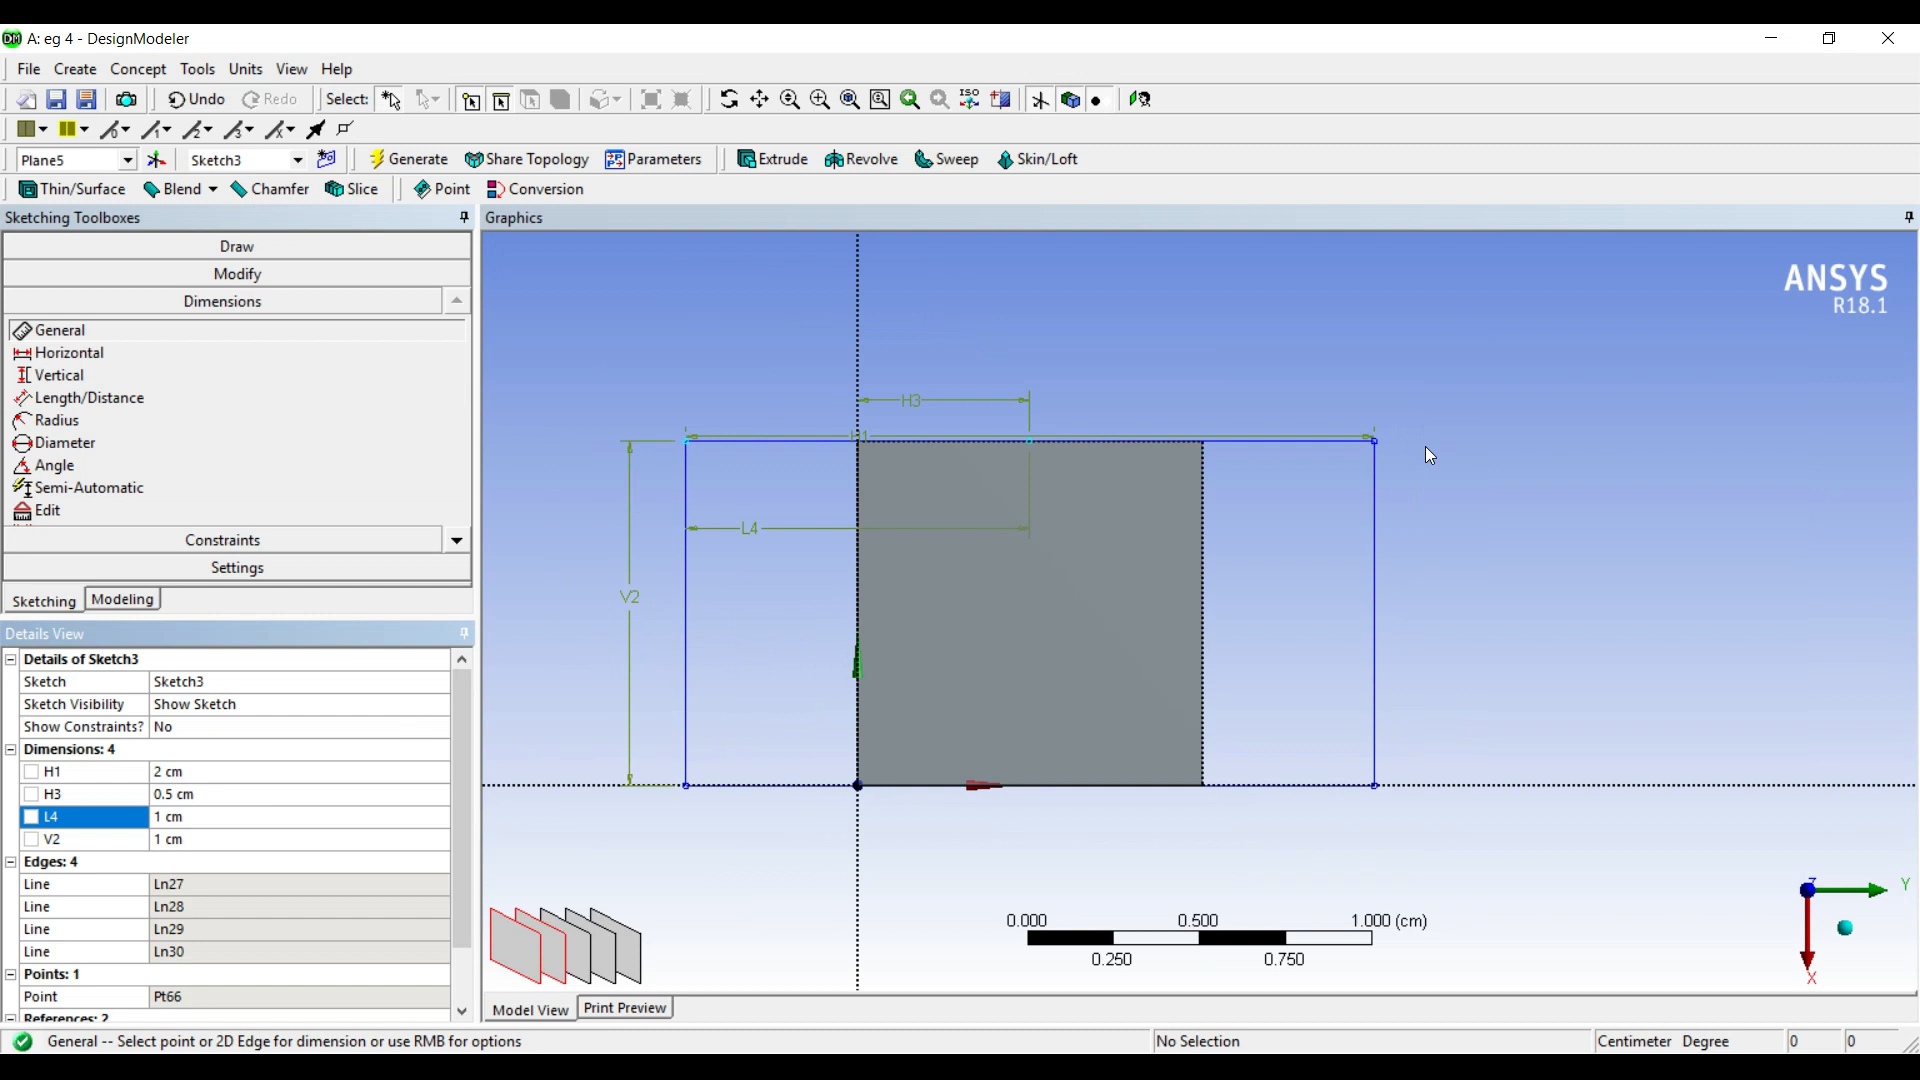 A: eg 4 - DesignModeler
File Create Concept Tools Units View Help
Undo Redo Select: ISO
Plane5 Sketch3 Generate Share Topology Parameters Extrude Revolve Sweep Skin/Loft
Thin/Surface Blend Chamfer Slice Point Conversion
Sketching Toolboxes
Draw
Modify
Dimensions
General
Horizontal
Vertical
Length/Distance
Radius
Diameter
Angle
Semi-Automatic
Edit
Constraints
Settings
Sketching Modeling
Details View
Details of Sketch3
Sketch Sketch3
Sketch Visibility Show Sketch
Show Constraints? No
Dimensions: 4
H1 2 cm
H3 0.5 cm
L4 1 cm
V2 1 cm
Edges: 4
Line Ln27
Line Ln28
Line Ln29
Line Ln30
Points: 1
Point Pt66
References: 2
Graphics
ANSYS
R18.1
H3
H1
L4
V2
0.000 0.500 1.000 (cm)
0.250 0.750
Z
Y
X
Model View Print Preview
General -- Select point or 2D Edge for dimension or use RMB for options No Selection Centimeter Degree 0 0